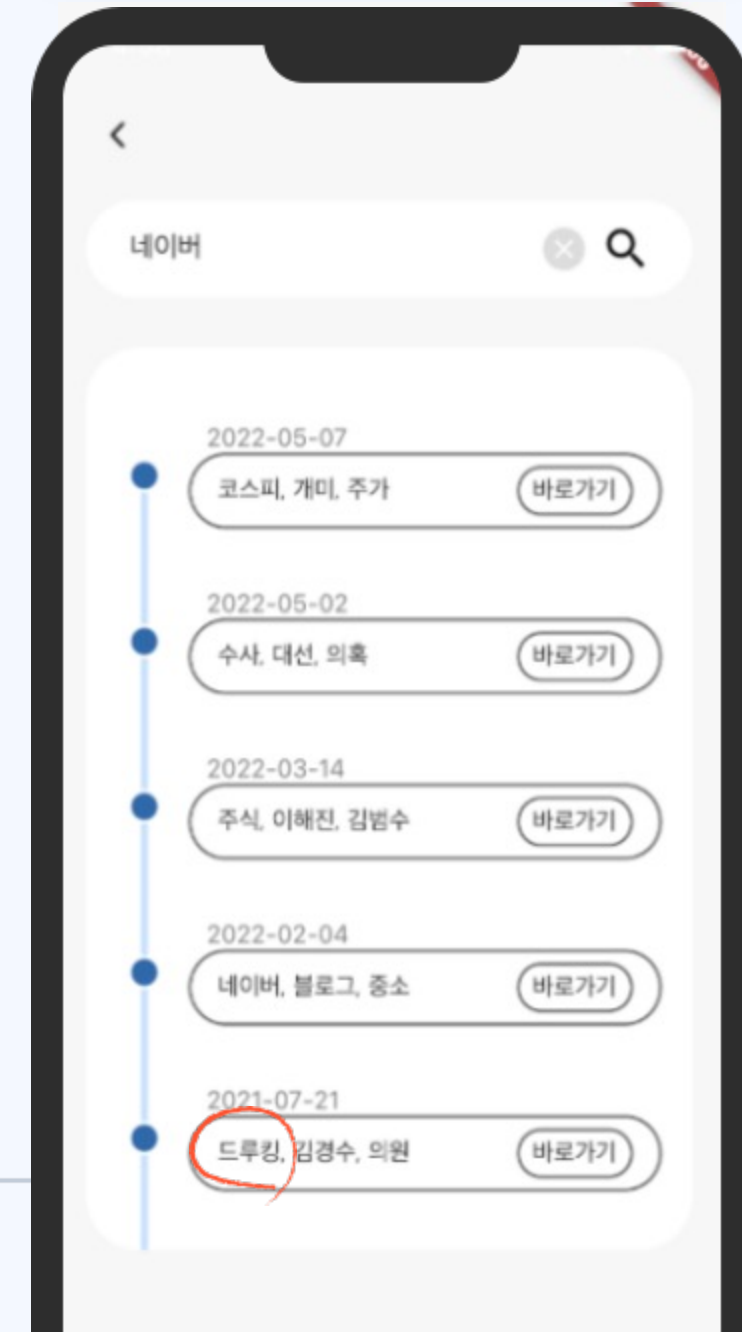 네이버
2022-05-07
코스피, 개미, 주가 바로가기
2022-05-02
수사, 대선, 의혹 바로가기
2022-03-14
주식, 이해진, 김범수 바로가기
2022-02-04
네이버, 블로그, 중소 바로가기
2021-07-21
드루킹, 김경수, 의원 바로가기